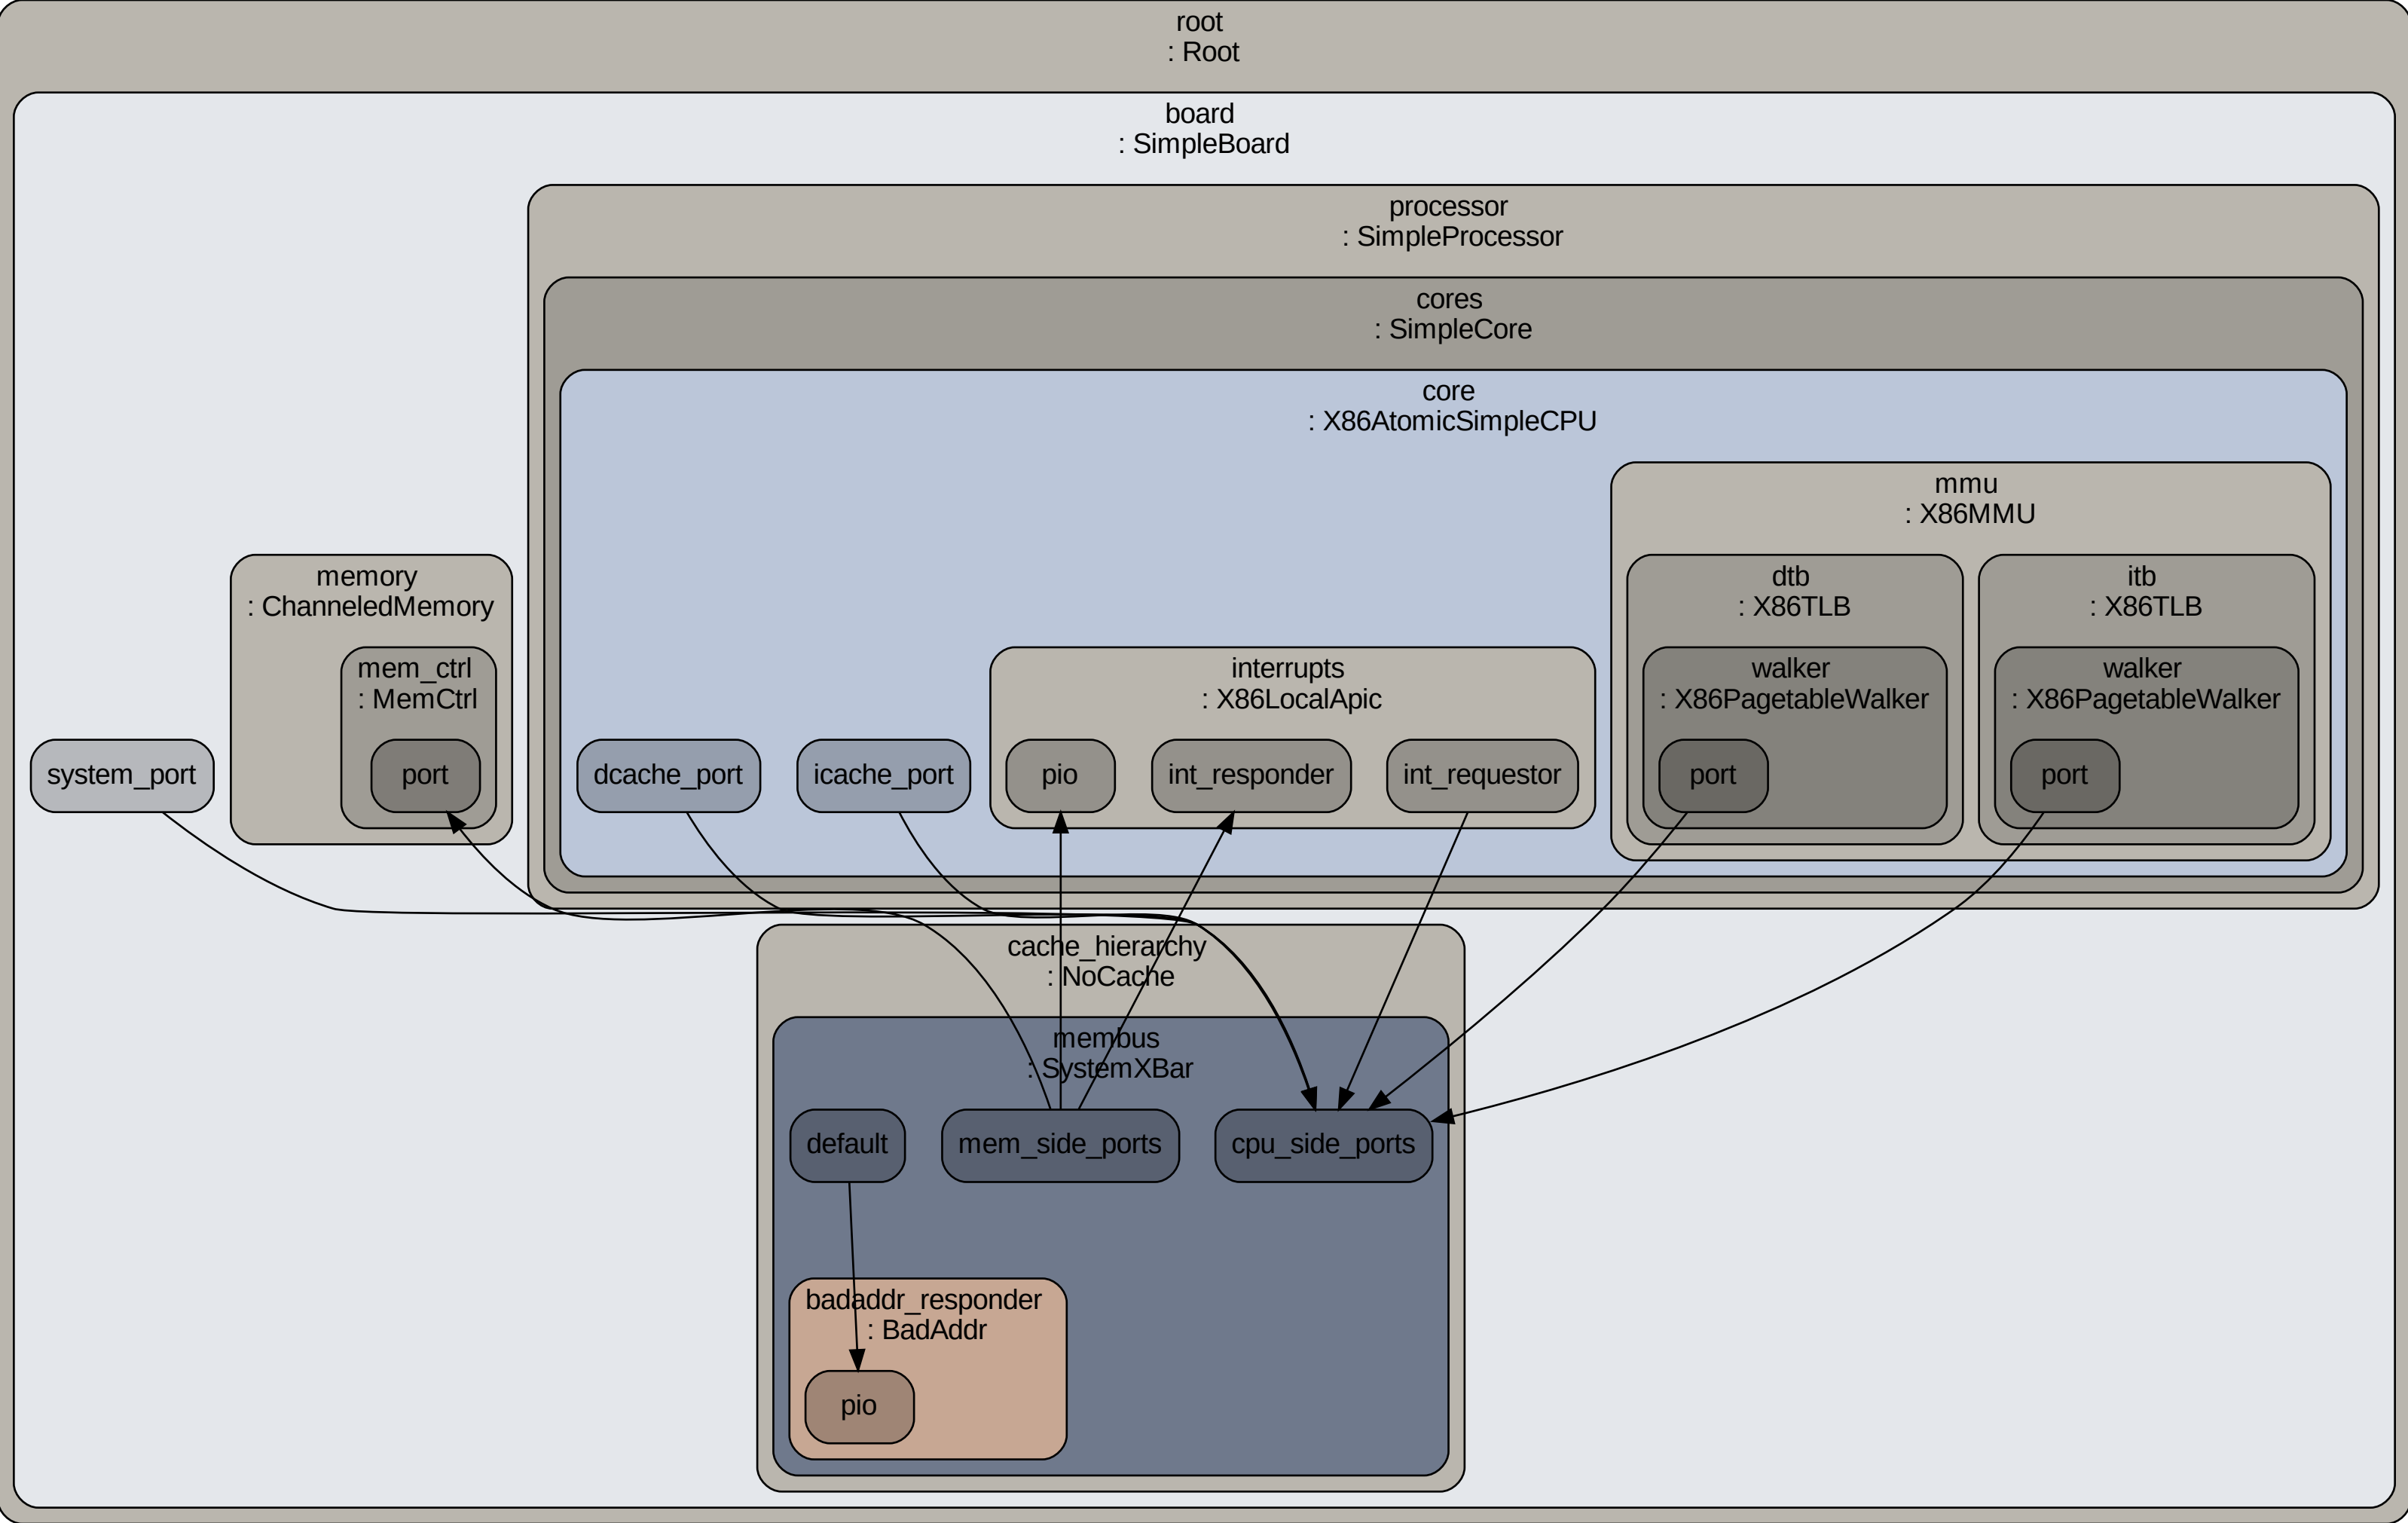 root
: Root
board
: SimpleBoard
processor
: SimpleProcessor
cores
: SimpleCore
core
: X86AtomicSimpleCPU
mmu
: X86MMU
memory
: ChanneledMemory
dtb
: X86TLB
itb
: X86TLB
mem_ctrl
: MemCtrl
interrupts
: X86LocalApic
walker
: X86PagetableWalker
walker
: X86PagetableWalker
system_port
port
dcache_port
icache_port
pio
int_responder
int_requestor
port
port
cache_hierarchy
: NoCache
membus
: SystemXBar
default
mem_side_ports
cpu_side_ports
badaddr_responder
: BadAddr
pio